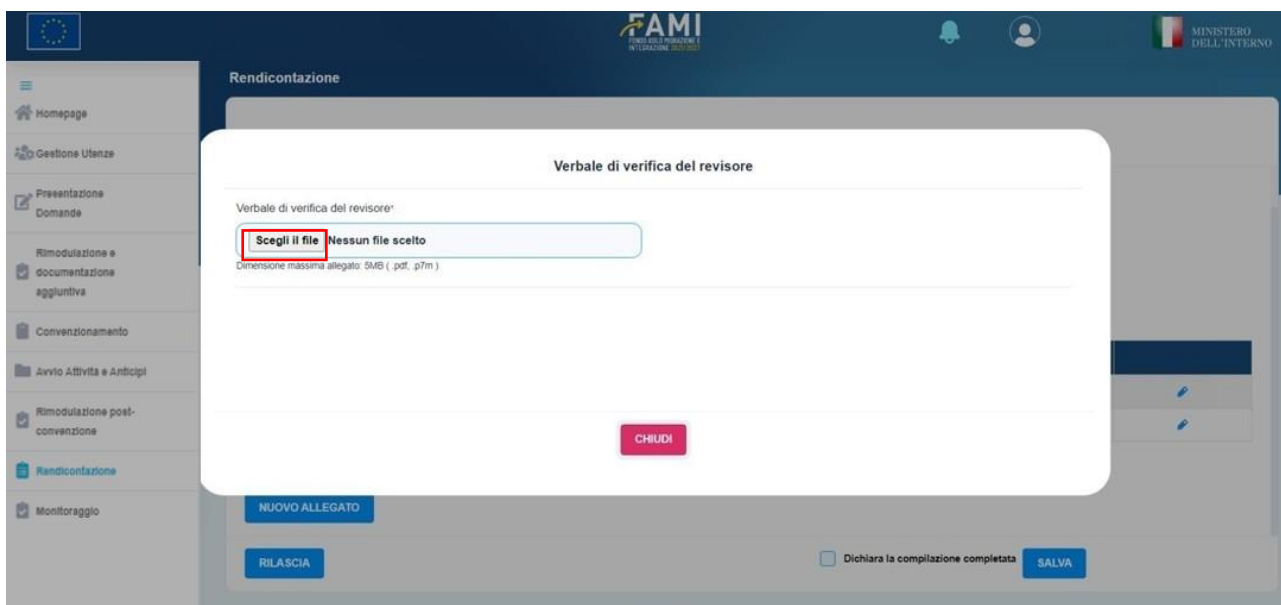 FAMI
FONDO ASILO MIGRAZIONE E
INTEGRAZIONE 2021-2027
MINISTERO
DELL'INTERNO
Rendicontazione
Homepage
Gestione Utenze
Presentazione
Domande
Rimodulazione e
documentazione
aggiuntiva
Convenzionamento
Avvio Attività e Anticipi
Rimodulazione post-
convenzione
Rendicontazione
Monitoraggio
Verbale di verifica del revisore
Verbale di verifica del revisore*
Scegli il file Nessun file scelto
Dimensione massima allegato: 5MB ( .pdf, .p7m )
CHIUDI
NUOVO ALLEGATO
RILASCIA
Dichiara la compilazione completata
SALVA